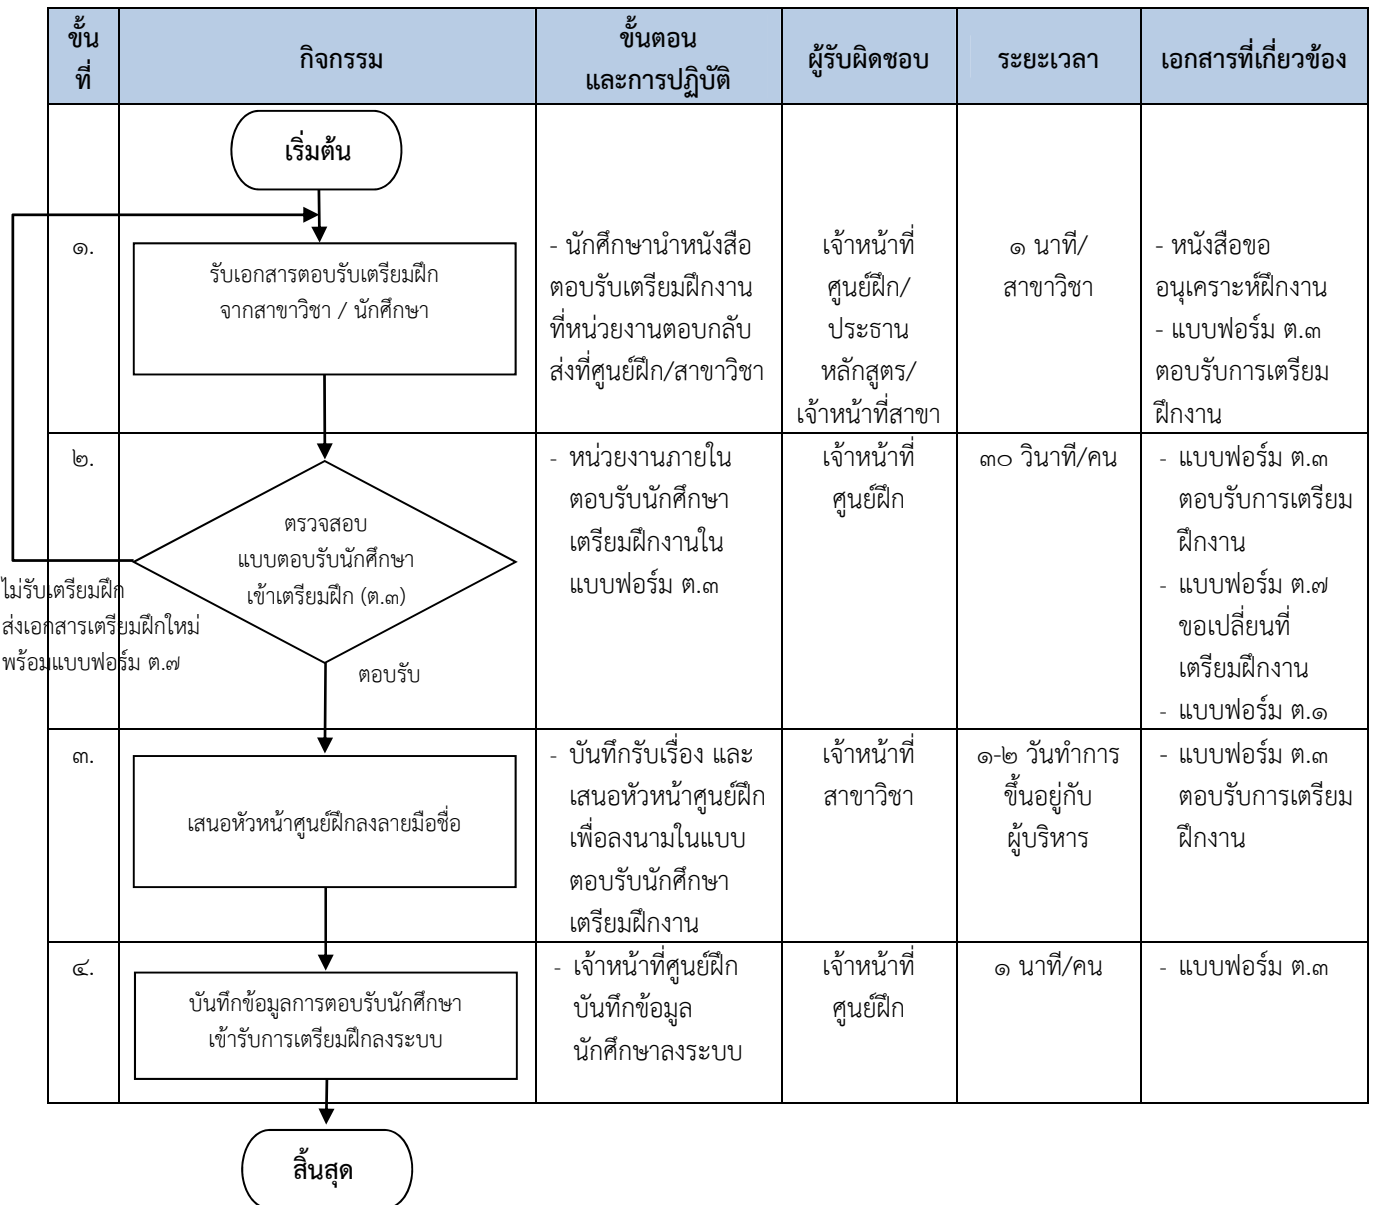 ขั้น
ที่
กิจกรรม
ขั้นตอน
และการปฏิบัติ
ผู้รับผิดชอบ
ระยะเวลา
เอกสารที่เกี่ยวข้อง
เริ่มต้น
๑.
รับเอกสารตอบรับเตรียมฝึก
จากสาขาวิชา / นักศึกษา
- นักศึกษานำหนังสือ
ตอบรับเตรียมฝึกงาน
ที่หน่วยงานตอบกลับ
ส่งที่ศูนย์ฝึก/สาขาวิชา
เจ้าหน้าที่
ศูนย์ฝึก/
ประธาน
หลักสูตร/
เจ้าหน้าที่สาขา
๑ นาที/
สาขาวิชา
- หนังสือขอ
อนุเคราะห์ฝึกงาน
- แบบฟอร์ม ต.๓
ตอบรับการเตรียม
ฝึกงาน
๒.
ตรวจสอบ
แบบตอบรับนักศึกษา
เข้าเตรียมฝึก (ต.๓)
ไม่รับเตรียมฝึก
ส่งเอกสารเตรียมฝึกใหม่
พร้อมแบบฟอร์ม ต.๗
ตอบรับ
- หน่วยงานภายใน
ตอบรับนักศึกษา
เตรียมฝึกงานใน
แบบฟอร์ม ต.๓
เจ้าหน้าที่
ศูนย์ฝึก
๓๐ วินาที/คน
- แบบฟอร์ม ต.๓
ตอบรับการเตรียม
ฝึกงาน
- แบบฟอร์ม ต.๗
ขอเปลี่ยนที่
เตรียมฝึกงาน
- แบบฟอร์ม ต.๑
๓.
เสนอหัวหน้าศูนย์ฝึกลงลายมือชื่อ
- บันทึกรับเรื่อง และ
เสนอหัวหน้าศูนย์ฝึก
เพื่อลงนามในแบบ
ตอบรับนักศึกษา
เตรียมฝึกงาน
เจ้าหน้าที่
สาขาวิชา
๑-๒ วันทำการ
ขึ้นอยู่กับ
ผู้บริหาร
- แบบฟอร์ม ต.๓
ตอบรับการเตรียม
ฝึกงาน
๔.
บันทึกข้อมูลการตอบรับนักศึกษา
เข้ารับการเตรียมฝึกลงระบบ
- เจ้าหน้าที่ศูนย์ฝึก
บันทึกข้อมูล
นักศึกษาลงระบบ
เจ้าหน้าที่
ศูนย์ฝึก
๑ นาที/คน
- แบบฟอร์ม ต.๓
สิ้นสุด